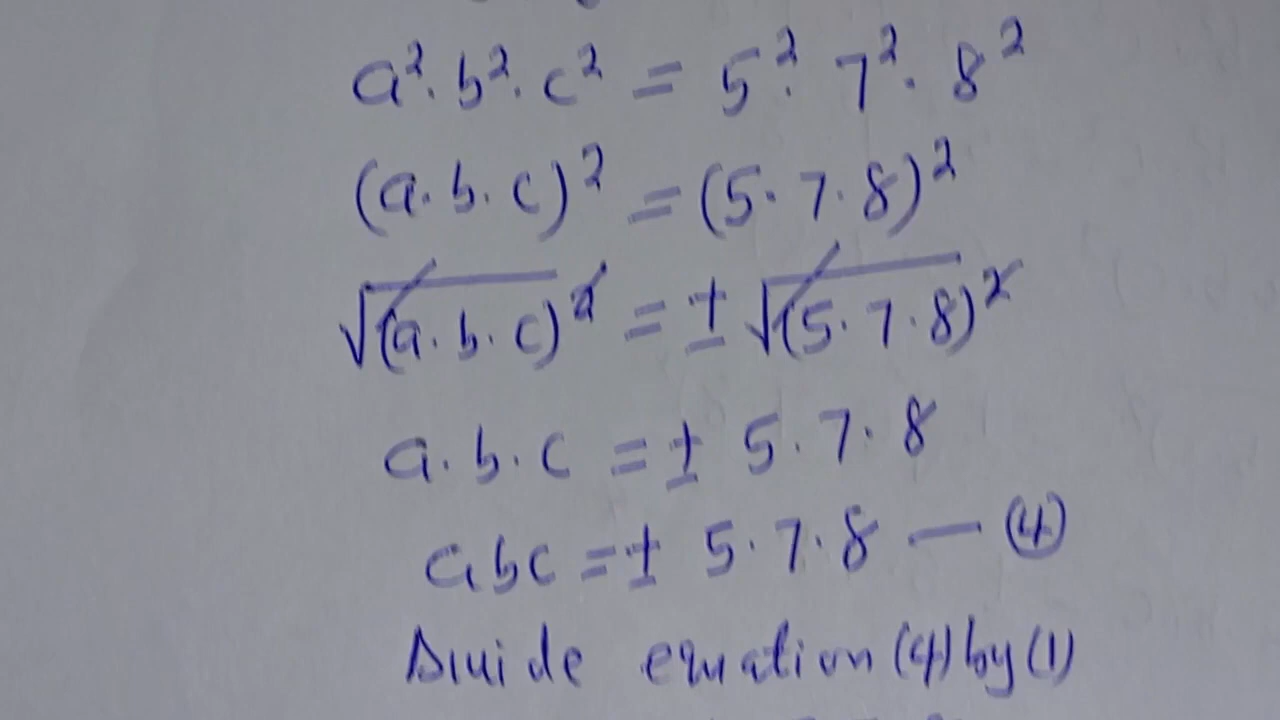 a². b². c² = 5². 7². 8²
(a.b.c)² = (5.7.8)²
√(a.b.c)² = ± √(5.7.8)²
a.b.c = ± 5.7.8
abc = ± 5.7.8 — (4)
Divide equation (4) by (1)